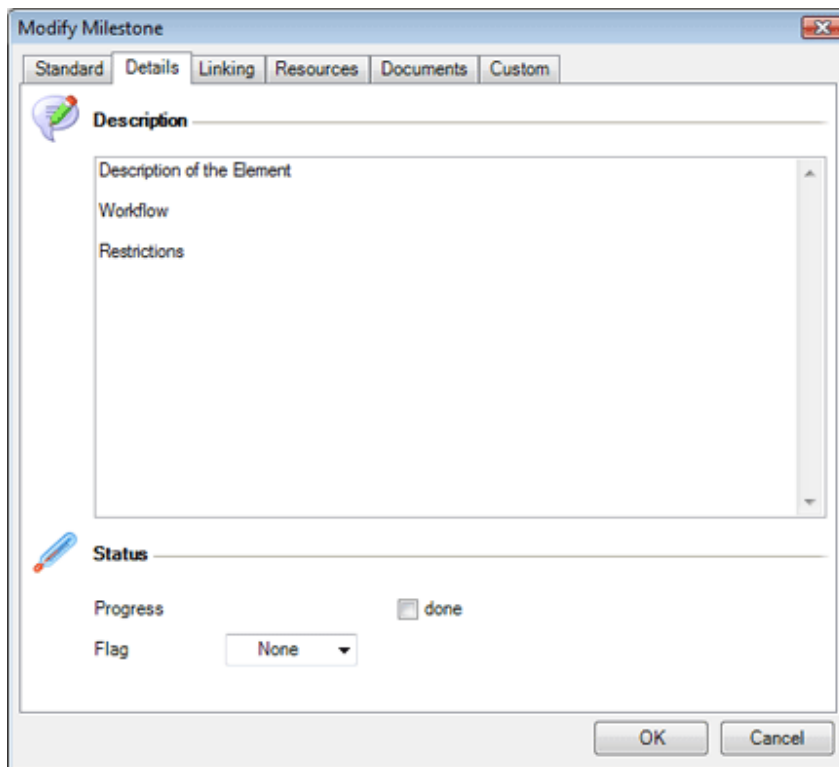 Modify Milestone
Standard Details Linking Resources Documents Custom
Description
Description of the Element
Workflow
Restrictions
Status
Progress done
Flag None
OK Cancel